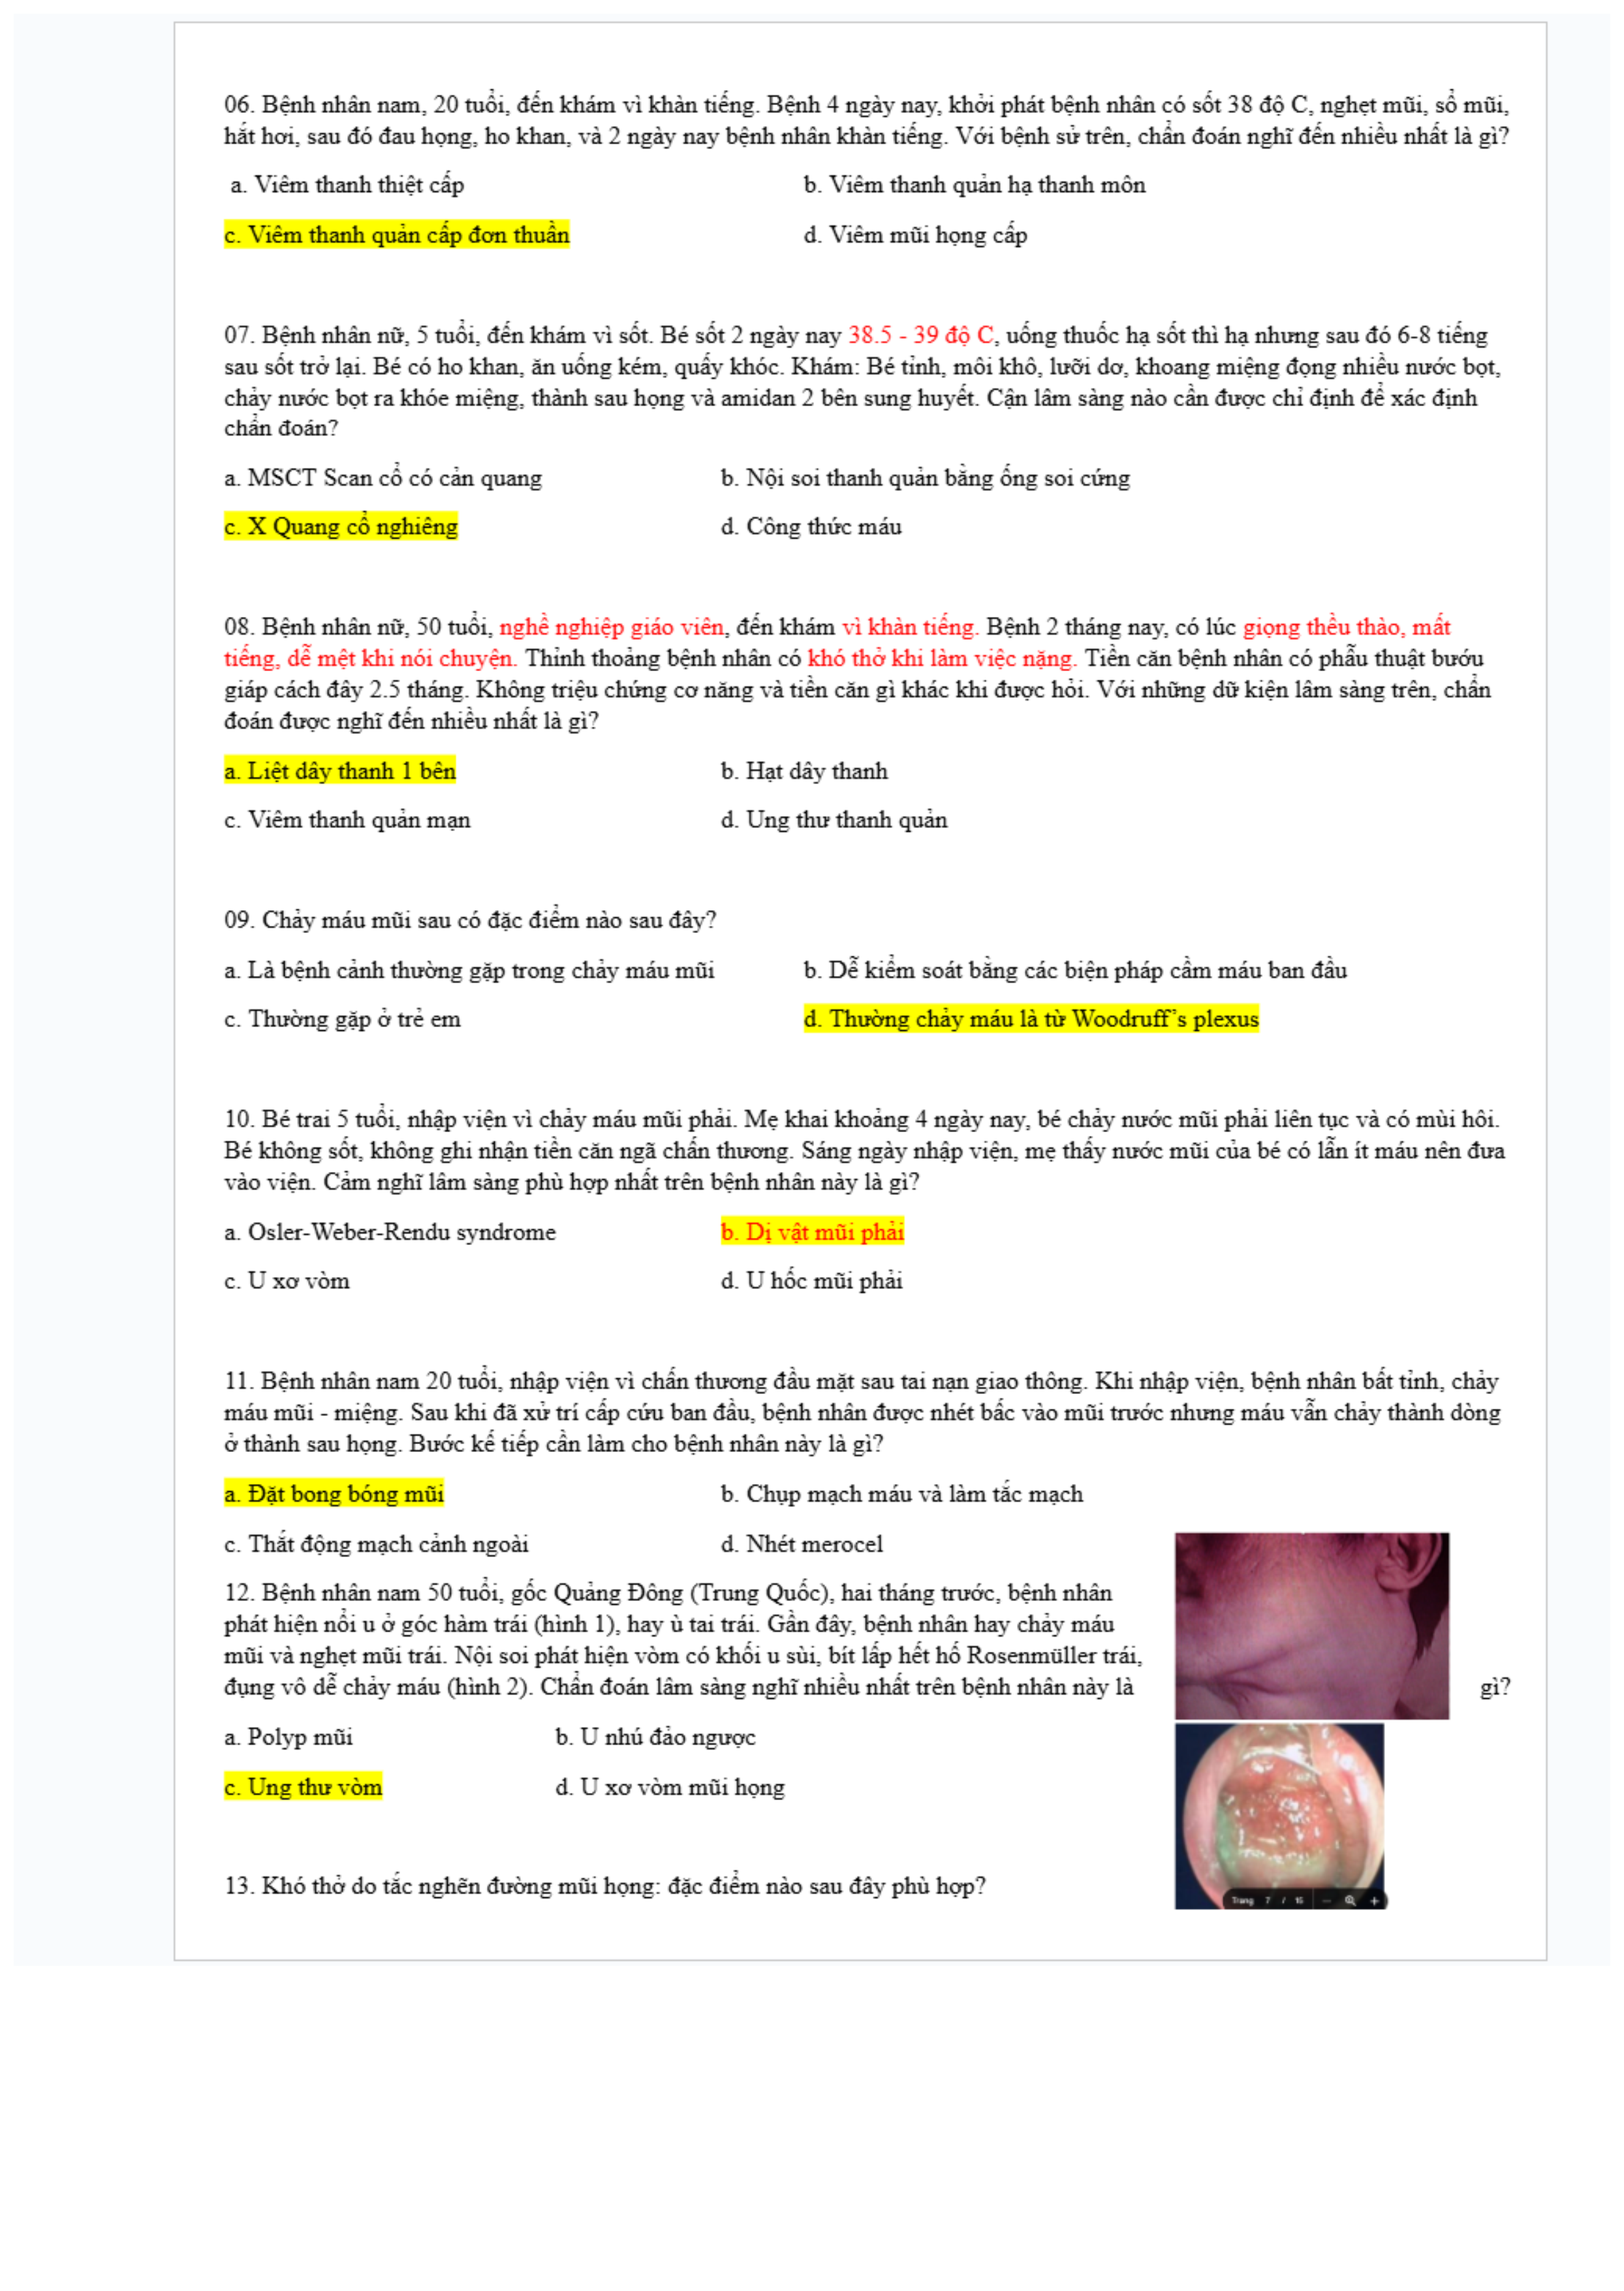 06. Bệnh nhân nam, 20 tuổi, đến khám vì khàn tiếng. Bệnh 4 ngày nay, khởi phát bệnh nhân có sốt 38 độ C, nghẹt mũi, sổ mũi,
hắt hơi, sau đó đau họng, ho khan, và 2 ngày nay bệnh nhân khàn tiếng. Với bệnh sử trên, chẩn đoán nghĩ đến nhiều nhất là gì?
a. Viêm thanh thiệt cấp b. Viêm thanh quản hạ thanh môn
c. Viêm thanh quản cấp đơn thuần d. Viêm mũi họng cấp
07. Bệnh nhân nữ, 5 tuổi, đến khám vì sốt. Bé sốt 2 ngày nay 38.5 - 39 độ C, uống thuốc hạ sốt thì hạ nhưng sau đó 6-8 tiếng
sau sốt trở lại. Bé có ho khan, ăn uống kém, quấy khóc. Khám: Bé tỉnh, môi khô, lưỡi dơ, khoang miệng đọng nhiều nước bọt,
chảy nước bọt ra khóe miệng, thành sau họng và amidan 2 bên sung huyết. Cận lâm sàng nào cần được chỉ định để xác định
chẩn đoán?
a. MSCT Scan cổ có cản quang b. Nội soi thanh quản bằng ống soi cứng
c. X Quang cổ nghiêng d. Công thức máu
08. Bệnh nhân nữ, 50 tuổi, nghề nghiệp giáo viên, đến khám vì khàn tiếng. Bệnh 2 tháng nay, có lúc giọng thều thào, mất
tiếng, dễ mệt khi nói chuyện. Thỉnh thoảng bệnh nhân có khó thở khi làm việc nặng. Tiền căn bệnh nhân có phẫu thuật bướu
giáp cách đây 2.5 tháng. Không triệu chứng cơ năng và tiền căn gì khác khi được hỏi. Với những dữ kiện lâm sàng trên, chẩn
đoán được nghĩ đến nhiều nhất là gì?
a. Liệt dây thanh 1 bên b. Hạt dây thanh
c. Viêm thanh quản mạn d. Ung thư thanh quản
09. Chảy máu mũi sau có đặc điểm nào sau đây?
a. Là bệnh cảnh thường gặp trong chảy máu mũi b. Dễ kiểm soát bằng các biện pháp cầm máu ban đầu
c. Thường gặp ở trẻ em d. Thường chảy máu là từ Woodruff's plexus
10. Bé trai 5 tuổi, nhập viện vì chảy máu mũi phải. Mẹ khai khoảng 4 ngày nay, bé chảy nước mũi phải liên tục và có mùi hôi.
Bé không sốt, không ghi nhận tiền căn ngã chấn thương. Sáng ngày nhập viện, mẹ thấy nước mũi của bé có lẫn ít máu nên đưa
vào viện. Cảm nghĩ lâm sàng phù hợp nhất trên bệnh nhân này là gì?
a. Osler-Weber-Rendu syndrome b. Dị vật mũi phải
c. U xơ vòm d. U hốc mũi phải
11. Bệnh nhân nam 20 tuổi, nhập viện vì chấn thương đầu mặt sau tai nạn giao thông. Khi nhập viện, bệnh nhân bất tỉnh, chảy
máu mũi - miệng. Sau khi đã xử trí cấp cứu ban đầu, bệnh nhân được nhét bấc vào mũi trước nhưng máu vẫn chảy thành dòng
ở thành sau họng. Bước kế tiếp cần làm cho bệnh nhân này là gì?
a. Đặt bong bóng mũi b. Chụp mạch máu và làm tắc mạch
c. Thắt động mạch cảnh ngoài d. Nhét merocel
12. Bệnh nhân nam 50 tuổi, gốc Quảng Đông (Trung Quốc), hai tháng trước, bệnh nhân
phát hiện nổi u ở góc hàm trái (hình 1), hay ù tai trái. Gần đây, bệnh nhân hay chảy máu
mũi và nghẹt mũi trái. Nội soi phát hiện vòm có khối u sùi, bít lấp hết hố Rosenmüller trái,
đụng vô dễ chảy máu (hình 2). Chẩn đoán lâm sàng nghĩ nhiều nhất trên bệnh nhân này là gì?
a. Polyp mũi b. U nhú đảo ngược
c. Ung thư vòm d. U xơ vòm mũi họng
Trang 7 / 15
13. Khó thở do tắc nghẽn đường mũi họng: đặc điểm nào sau đây phù hợp?